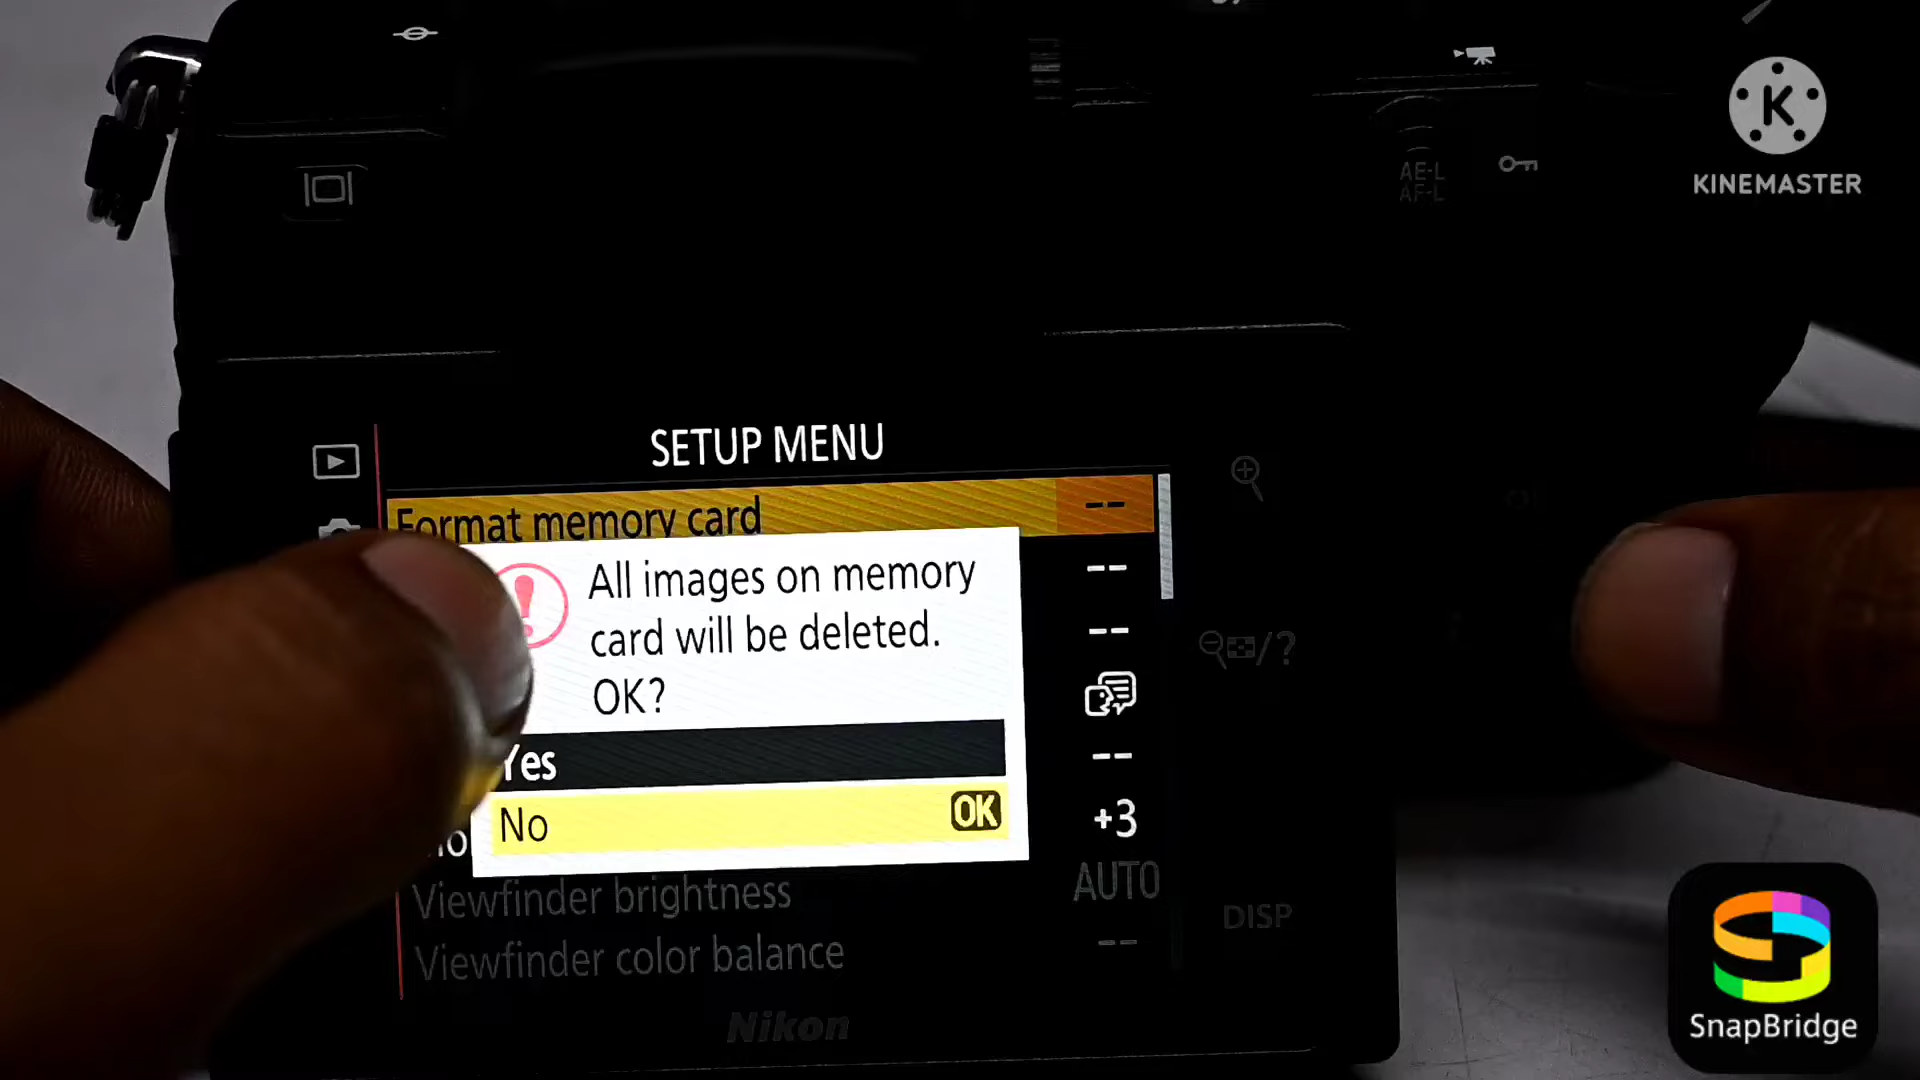 KINEMASTER
AE-L
AF-L
SETUP MENU
Format memory card --
All images on memory
card will be deleted.
OK?
Yes
No OK
--
--
--
+3
Viewfinder brightness AUTO
Viewfinder color balance --
DISP
Nikon
SnapBridge